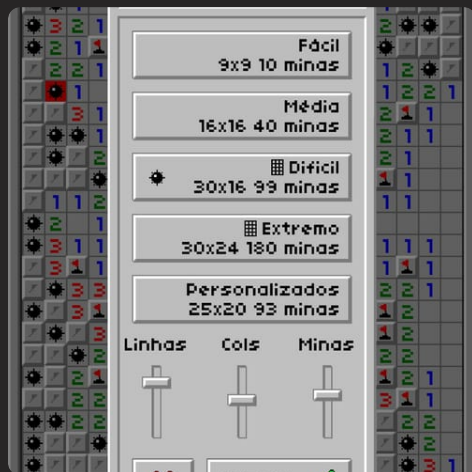 Fácil
9x9 10 minas
Média
16x16 40 minas
Difícil
30x16 99 minas
Extremo
30x24 180 minas
Personalizados
25x20 93 minas
Linhas Cols Minas